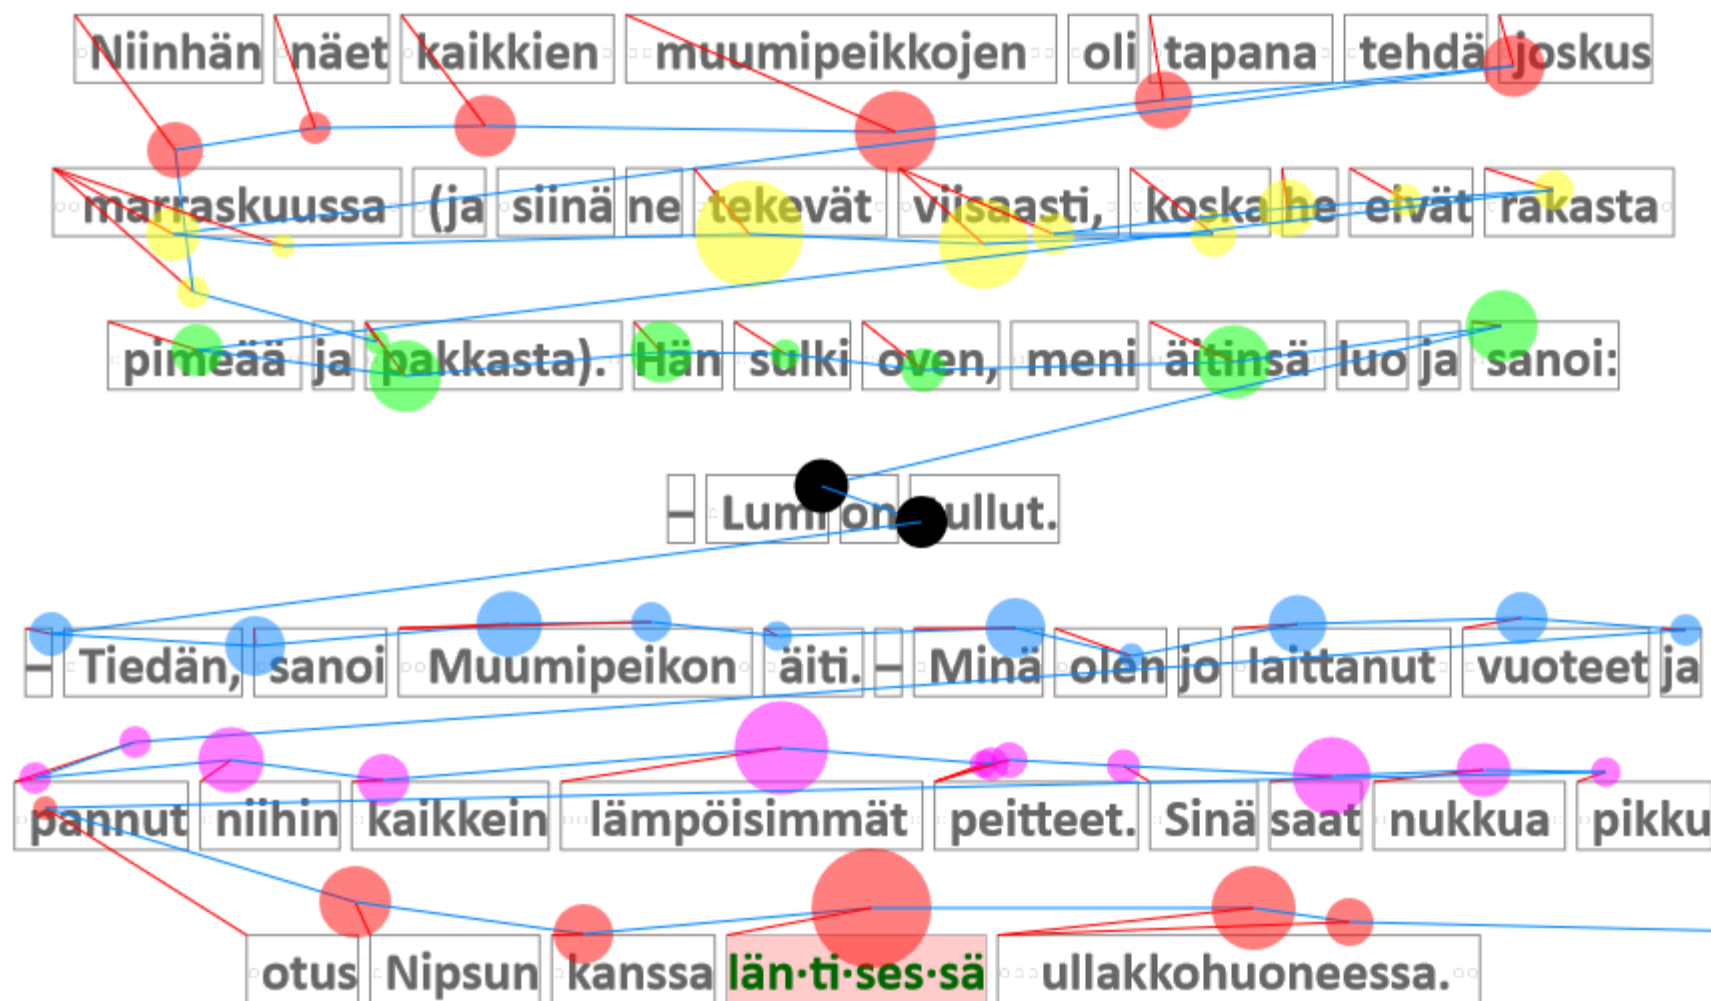 Niinhän näet kaikkien muumipeikkojen oli tapana tehdä joskus
marraskuussa (ja siinä ne tekevät viisaasti, koska he eivät rakasta
pimeää ja pakkasta). Hän sulki oven, meni äitinsä luo ja sanoi:
– Lumi on tullut.
– Tiedän, sanoi Muumipeikon äiti. – Minä olen jo laittanut vuoteet ja
pannut niihin kaikkein lämpöisimmät peitteet. Sinä saat nukkua pikku
otus Nipsun kanssa län·ti·ses·sä ullakkohuoneessa.